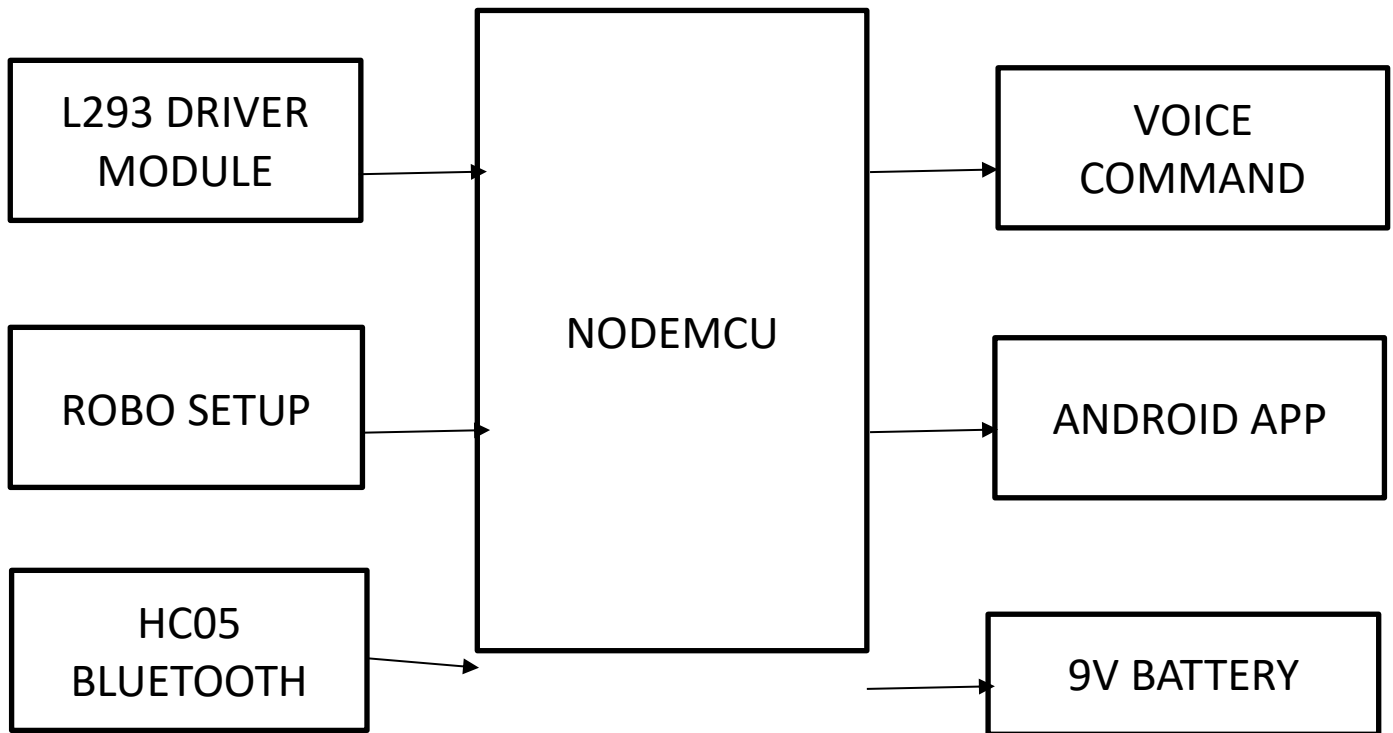 L293 DRIVER
MODULE
VOICE
COMMAND
NODEMCU
ROBO SETUP
ANDROID APP
HC05
BLUETOOTH
9V BATTERY